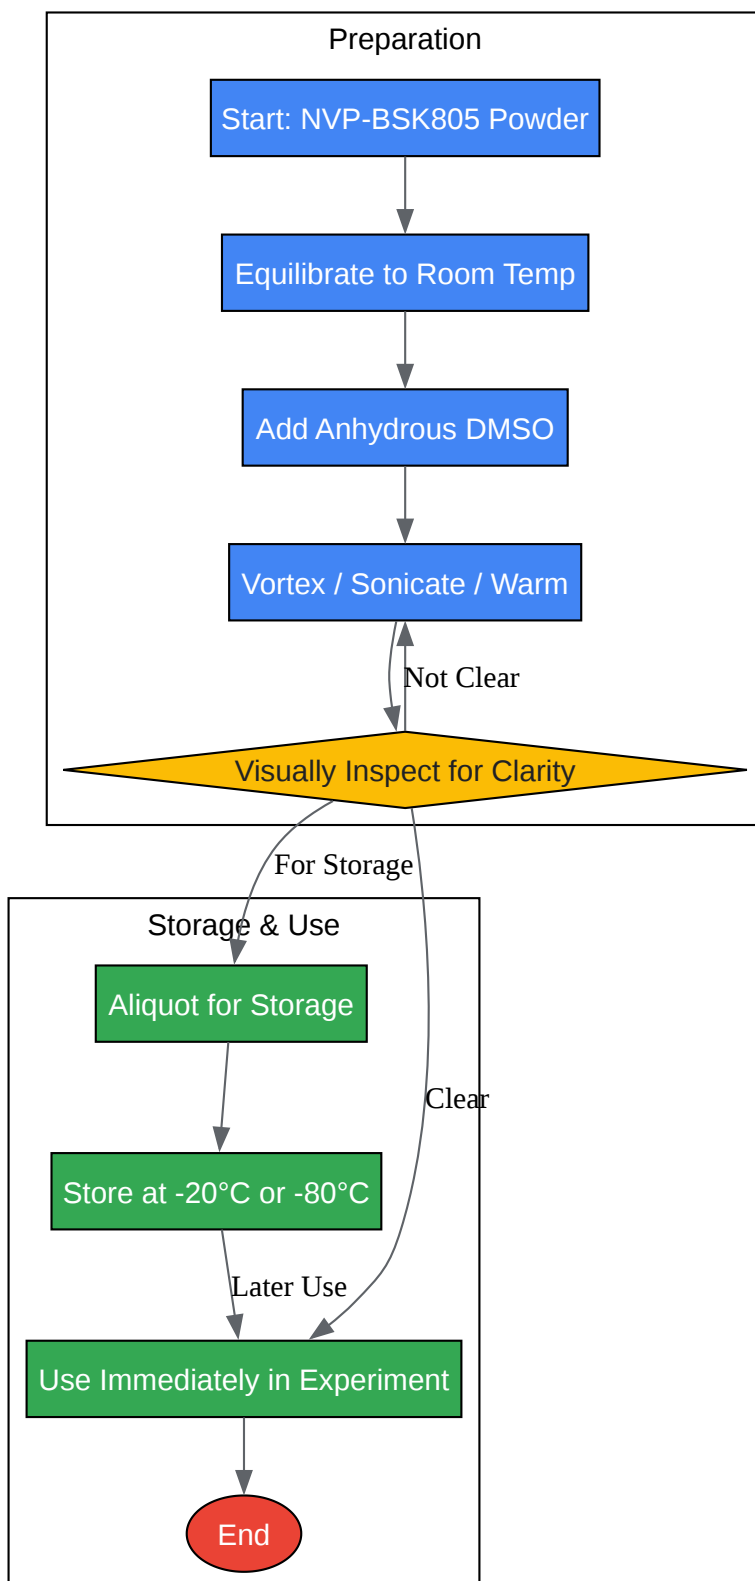 Preparation
Start: NVP-BSK805 Powder
Equilibrate to Room Temp
Add Anhydrous DMSO
Vortex / Sonicate / Warm
Not Clear
Visually Inspect for Clarity
For Storage
Storage & Use
Aliquot for Storage
Clear
Store at -20°C or -80°C
Later Use
Use Immediately in Experiment
End